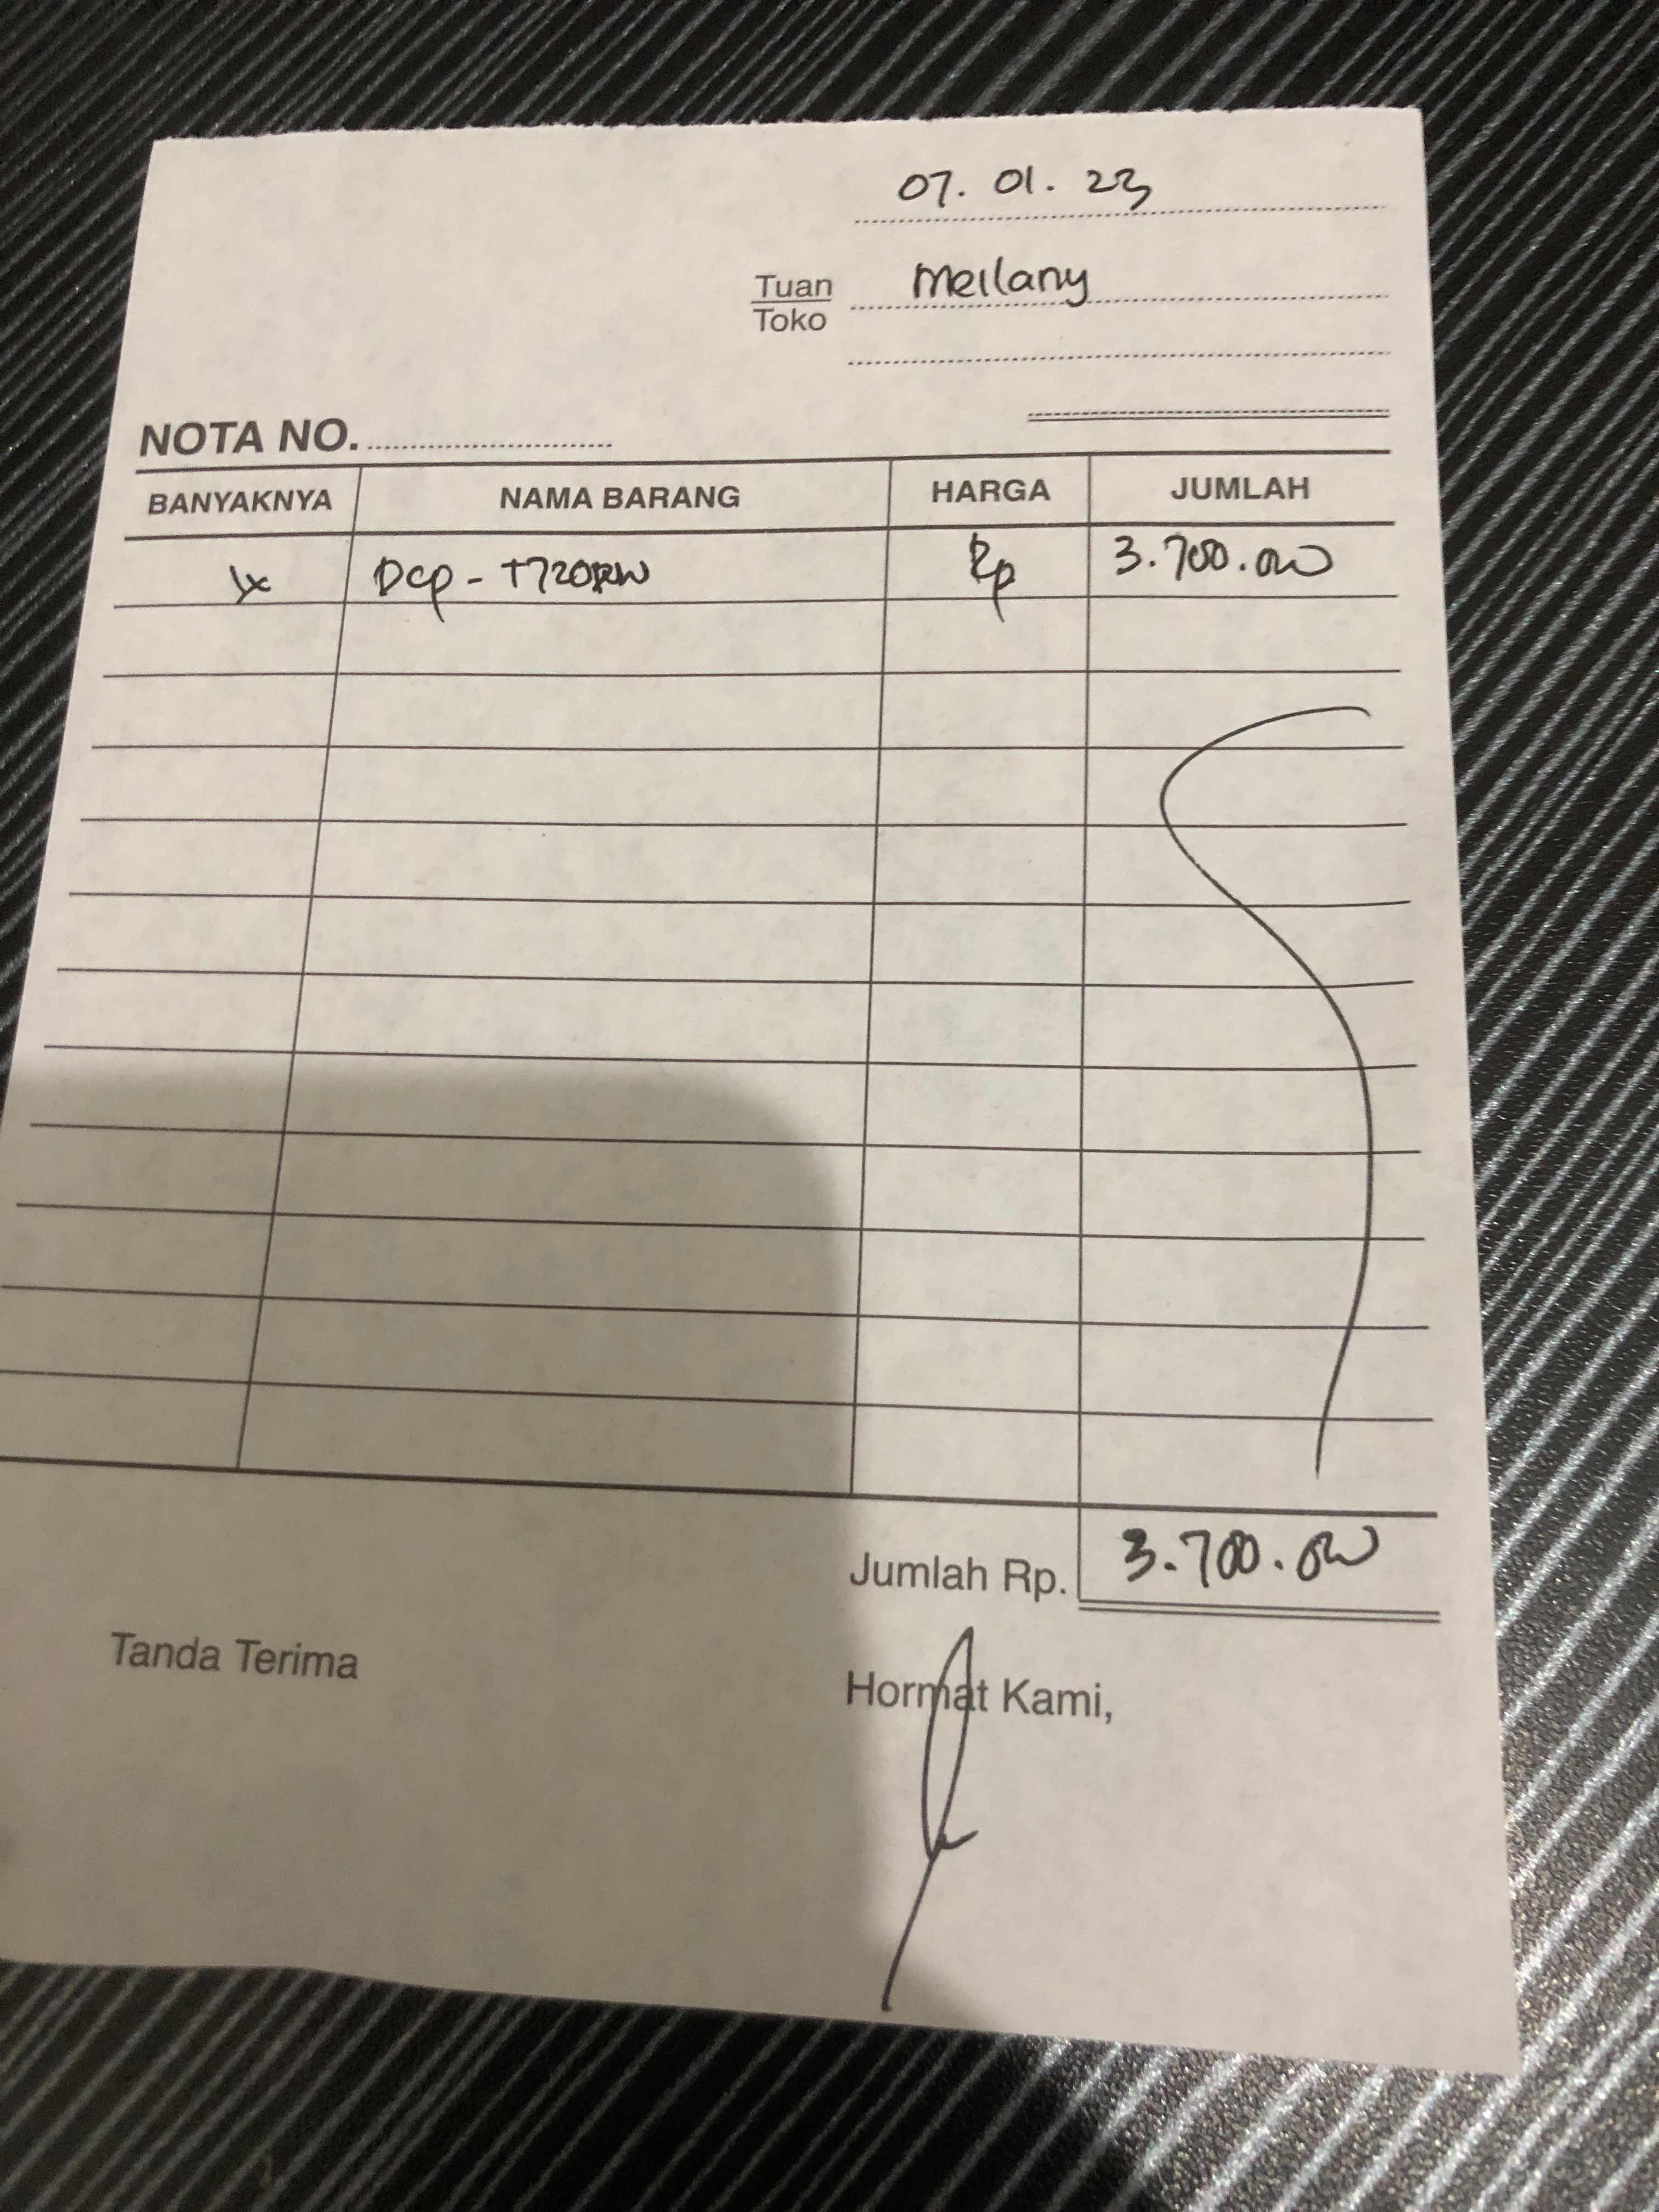 07. 01. 23
Tuan
Toko
Meilany
NOTA NO.
BANYAKNYA NAMA BARANG HARGA JUMLAH
1x Dcp - T720DW Rp 3.700.000
Jumlah Rp. 3.700.000
Tanda Terima Hormat Kami,